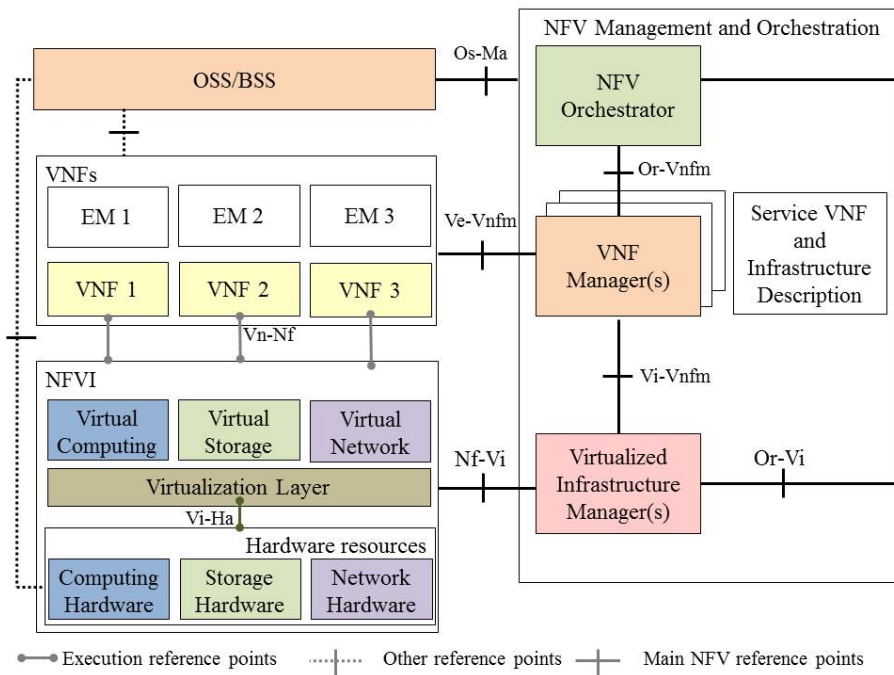 NFV Management and Orchestration
Os-Ma
OSS/BSS
NFV
Orchestrator
Or-Vnfm
VNFs
EM 1
EM 2
EM 3
Ve-Vnfm
VNF
Manager(s)
Service VNF
and
Infrastructure
Description
VNF 1
VNF 2
VNF 3
Vn-Nf
NFVI
Vi-Vnfm
Virtual
Computing
Virtual
Storage
Virtual
Network
Nf-Vi
Virtualized
Infrastructure
Manager(s)
Or-Vi
Virtualization Layer
Vi-Ha
Hardware resources
Computing
Hardware
Storage
Hardware
Network
Hardware
Execution reference points
Other reference points
Main NFV reference points